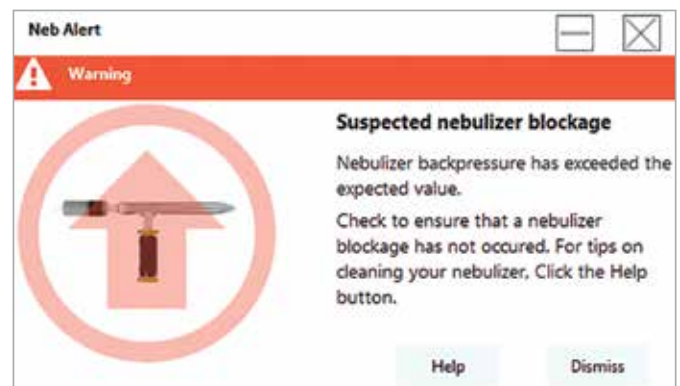 Neb Alert
Warning
Suspected nebulizer blockage
Nebulizer backpressure has exceeded the
expected value.
Check to ensure that a nebulizer
blockage has not occured. For tips on
cleaning your nebulizer, Click the Help
button.
Help Dismiss